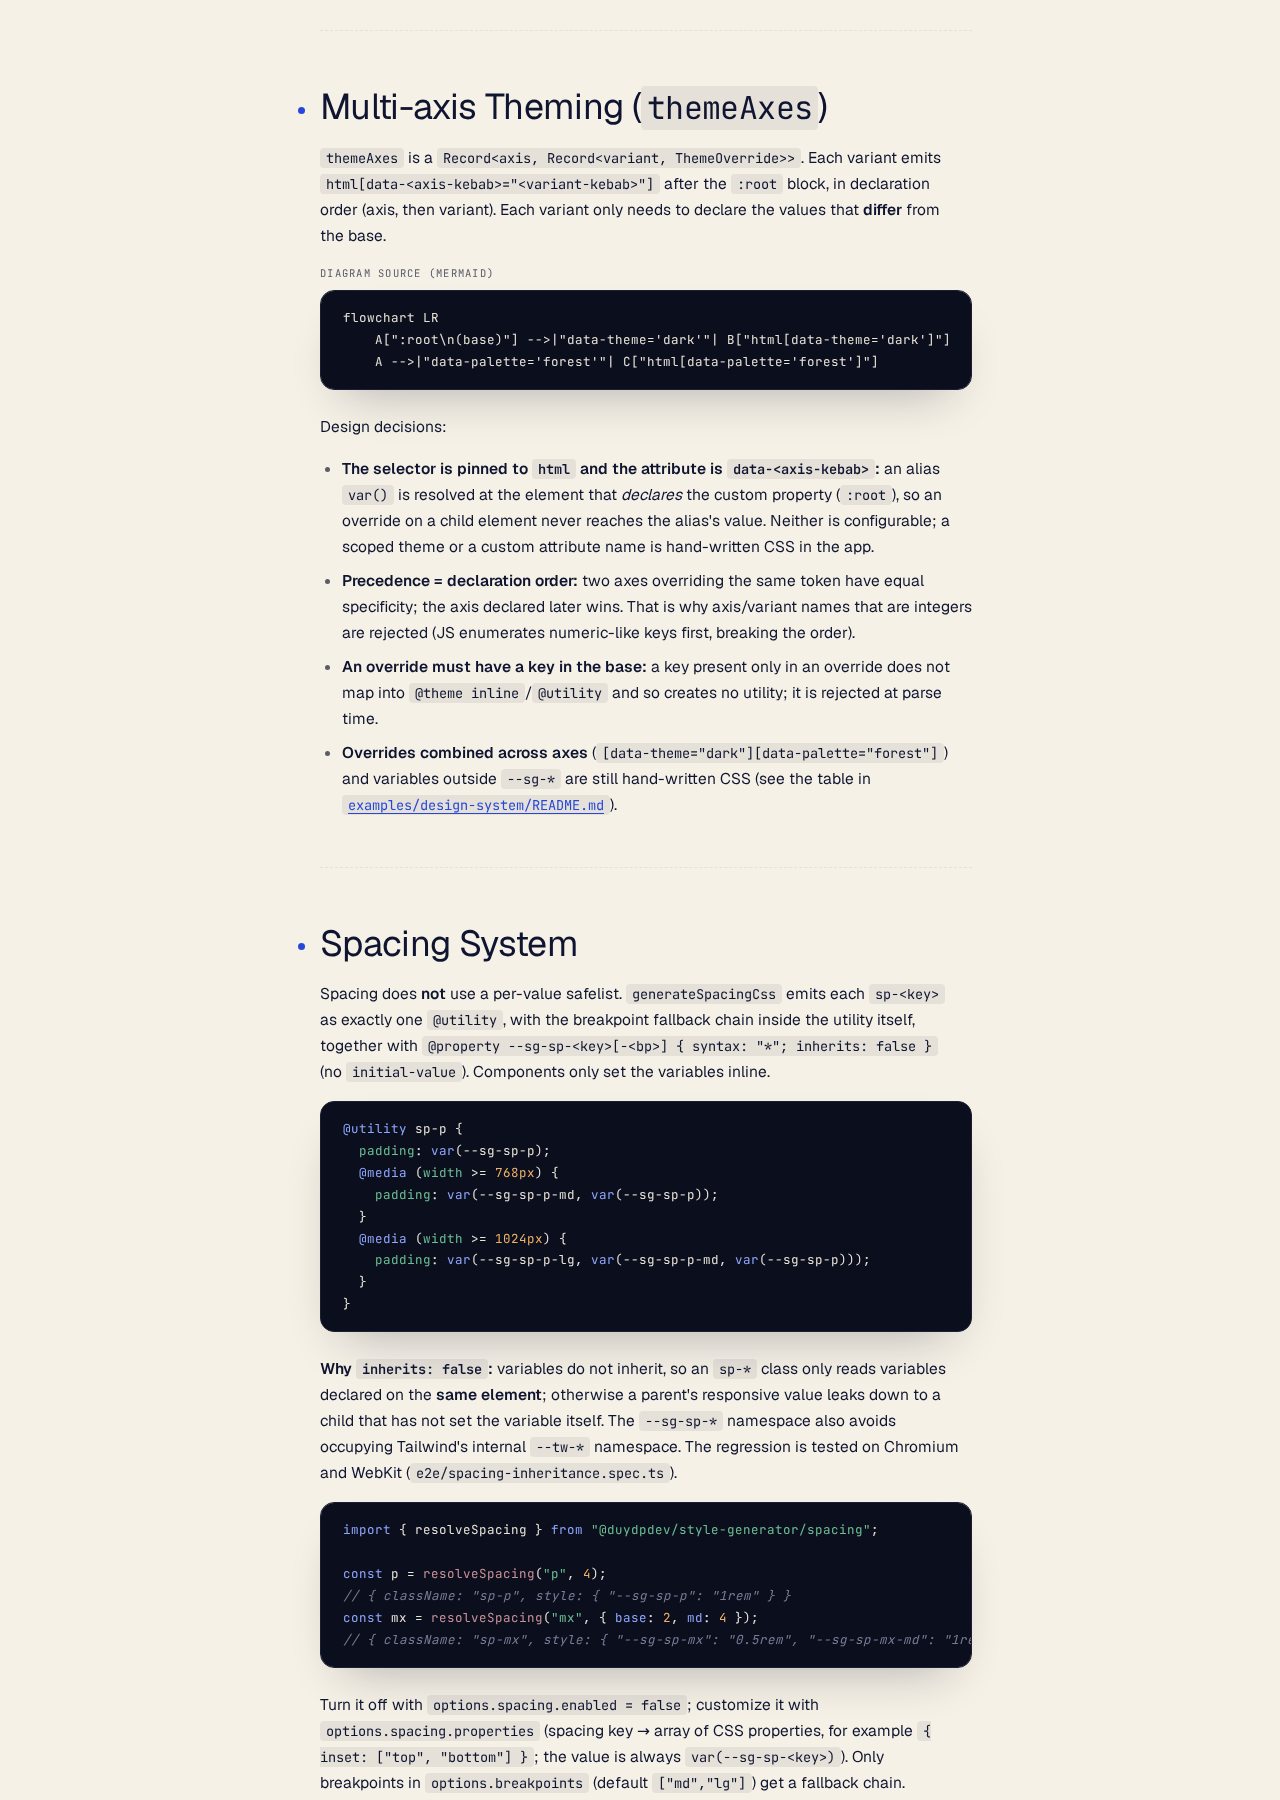 Multi-axis Theming (themeAxes)
themeAxes is a Record<axis, Record<variant, ThemeOverride>>. Each variant emits
html[data-<axis-kebab>="<variant-kebab>"] after the :root block, in declaration
order (axis, then variant). Each variant only needs to declare the values that differ from
the base.
DIAGRAM SOURCE (MERMAID)
flowchart LR
A[":root\n(base)"] -->|"data-theme='dark'"| B["html[data-theme='dark']"]
A -->|"data-palette='forest'"| C["html[data-palette='forest']"]
Design decisions:
• The selector is pinned to html and the attribute is data-<axis-kebab>: an alias
var() is resolved at the element that declares the custom property (:root), so an
override on a child element never reaches the alias's value. Neither is configurable; a
scoped theme or a custom attribute name is hand-written CSS in the app.
• Precedence = declaration order: two axes overriding the same token have equal
specificity; the axis declared later wins. That is why axis/variant names that are integers
are rejected (JS enumerates numeric-like keys first, breaking the order).
• An override must have a key in the base: a key present only in an override does not
map into @theme inline/@utility and so creates no utility; it is rejected at parse
time.
• Overrides combined across axes ([data-theme="dark"][data-palette="forest"])
and variables outside --sg-* are still hand-written CSS (see the table in
examples/design-system/README.md).
Spacing System
Spacing does not use a per-value safelist. generateSpacingCss emits each sp-<key>
as exactly one @utility, with the breakpoint fallback chain inside the utility itself,
together with @property --sg-sp-<key>[-<bp>] { syntax: "*"; inherits: false }
(no initial-value). Components only set the variables inline.
@utility sp-p {
padding: var(--sg-sp-p);
@media (width >= 768px) {
padding: var(--sg-sp-p-md, var(--sg-sp-p));
}
@media (width >= 1024px) {
padding: var(--sg-sp-p-lg, var(--sg-sp-p-md, var(--sg-sp-p)));
}
}
Why inherits: false: variables do not inherit, so an sp-* class only reads variables
declared on the same element; otherwise a parent's responsive value leaks down to a
child that has not set the variable itself. The --sg-sp-* namespace also avoids
occupying Tailwind's internal --tw-* namespace. The regression is tested on Chromium
and WebKit (e2e/spacing-inheritance.spec.ts).
import { resolveSpacing } from "@duydpdev/style-generator/spacing";
const p = resolveSpacing("p", 4);
// { className: "sp-p", style: { "--sg-sp-p": "1rem" } }
const mx = resolveSpacing("mx", { base: 2, md: 4 });
// { className: "sp-mx", style: { "--sg-sp-mx": "0.5rem", "--sg-sp-mx-md": "1re
Turn it off with options.spacing.enabled = false; customize it with
options.spacing.properties (spacing key → array of CSS properties, for example {
inset: ["top", "bottom"] }; the value is always var(--sg-sp-<key>)). Only
breakpoints in options.breakpoints (default ["md","lg"]) get a fallback chain.